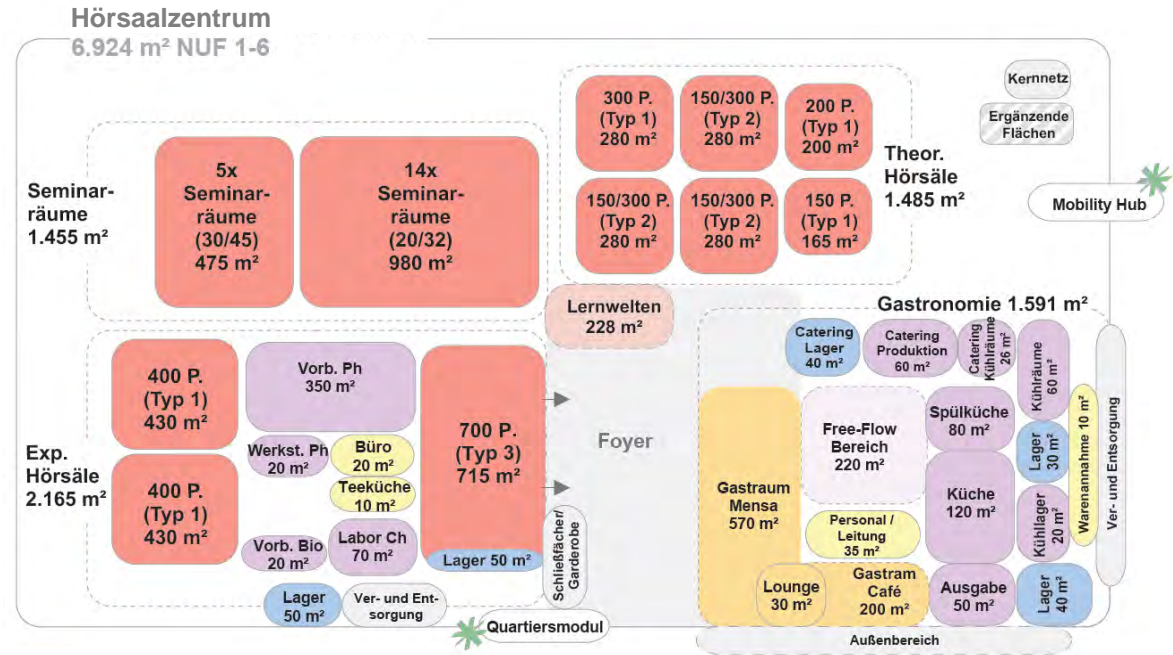 Hörsaalzentrum
6.924 m² NUF 1-6
Kernnetz
Ergänzende
Flächen
Mobility Hub
300 P.
(Typ 1)
280 m²
150/300 P.
(Typ 2)
280 m²
200 P.
(Typ 1)
200 m²
150/300 P.
(Typ 2)
280 m²
150/300 P.
(Typ 2)
280 m²
150 P.
(Typ 1)
165 m²
Theor.
Hörsäle
1.485 m²
Seminar-
räume
1.455 m²
5x
Seminar-
räume
(30/45)
475 m²
14x
Seminar-
räume
(20/32)
980 m²
Lernwelten
228 m²
Foyer
Exp.
Hörsäle
2.165 m²
400 P.
(Typ 1)
430 m²
400 P.
(Typ 1)
430 m²
Vorb. Ph
350 m²
Werkst. Ph
20 m²
Büro
20 m²
Teeküche
10 m²
Vorb. Bio
20 m²
Labor Ch
70 m²
700 P.
(Typ 3)
715 m²
Lager 50 m²
Lager
50 m²
Ver- und Ent-
sorgung
Schließfächer/
Garderobe
Quartiersmodul
Gastronomie 1.591 m²
Catering
Lager
40 m²
Catering
Produktion
60 m²
Catering
Kühlräume
26 m²
Kühlräume
60 m²
Gastraum
Mensa
570 m²
Free-Flow
Bereich
220 m²
Spülküche
80 m²
Lager
30 m²
Warenannahme 10 m²
Ver- und Entsorgung
Personal /
Leitung
35 m²
Küche
120 m²
Kühllager
20 m²
Lounge
30 m²
Gastram
Café
200 m²
Ausgabe
50 m²
Lager
40 m²
Außenbereich